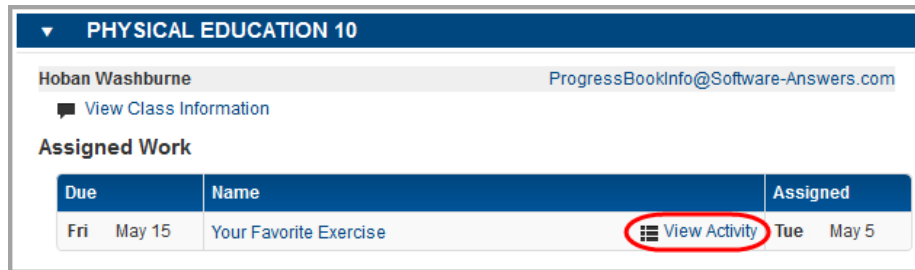 PHYSICAL EDUCATION 10
Hoban Washburne ProgressBookInfo@Software-Answers.com
View Class Information
Assigned Work
Due Name Assigned
Fri May 15 Your Favorite Exercise View Activity Tue May 5